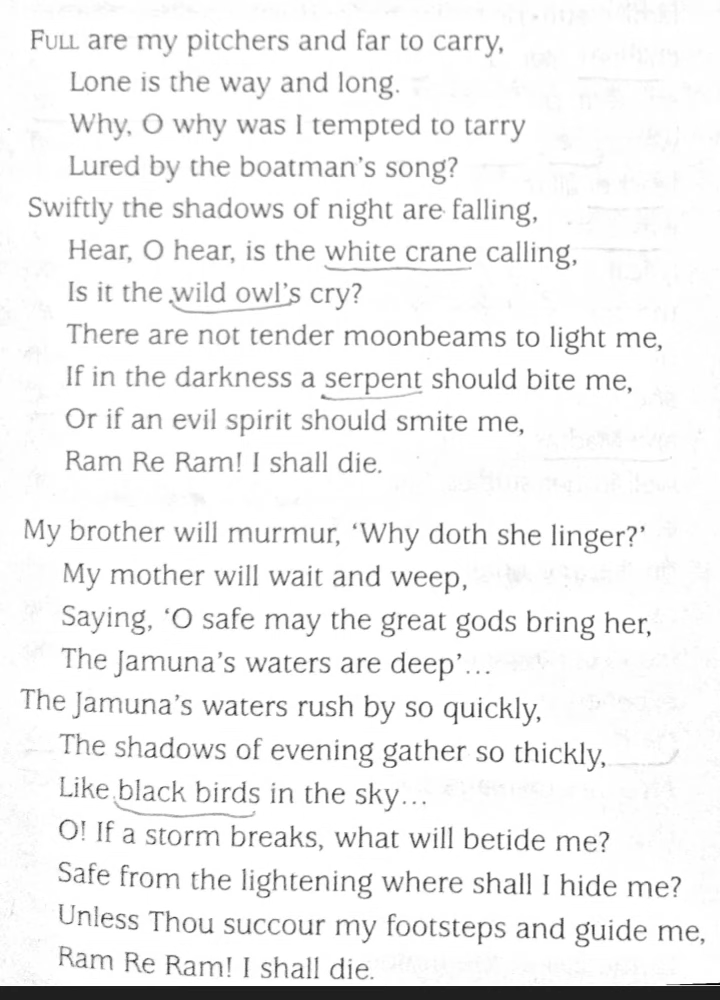 FULL are my pitchers and far to carry,
Lone is the way and long.
Why, O why was I tempted to tarry
Lured by the boatman's song?
Swiftly the shadows of night are falling,
Hear, O hear, is the white crane calling,
Is it the wild owl's cry?
There are not tender moonbeams to light me,
If in the darkness a serpent should bite me,
Or if an evil spirit should smite me,
Ram Re Ram! I shall die.
My brother will murmur, 'Why doth she linger?'
My mother will wait and weep,
Saying, 'O safe may the great gods bring her,
The Jamuna's waters are deep'...
The Jamuna's waters rush by so quickly,
The shadows of evening gather so thickly,
Like black birds in the sky...
O! If a storm breaks, what will betide me?
Safe from the lightening where shall I hide me?
Unless Thou succour my footsteps and guide me,
Ram Re Ram! I shall die.